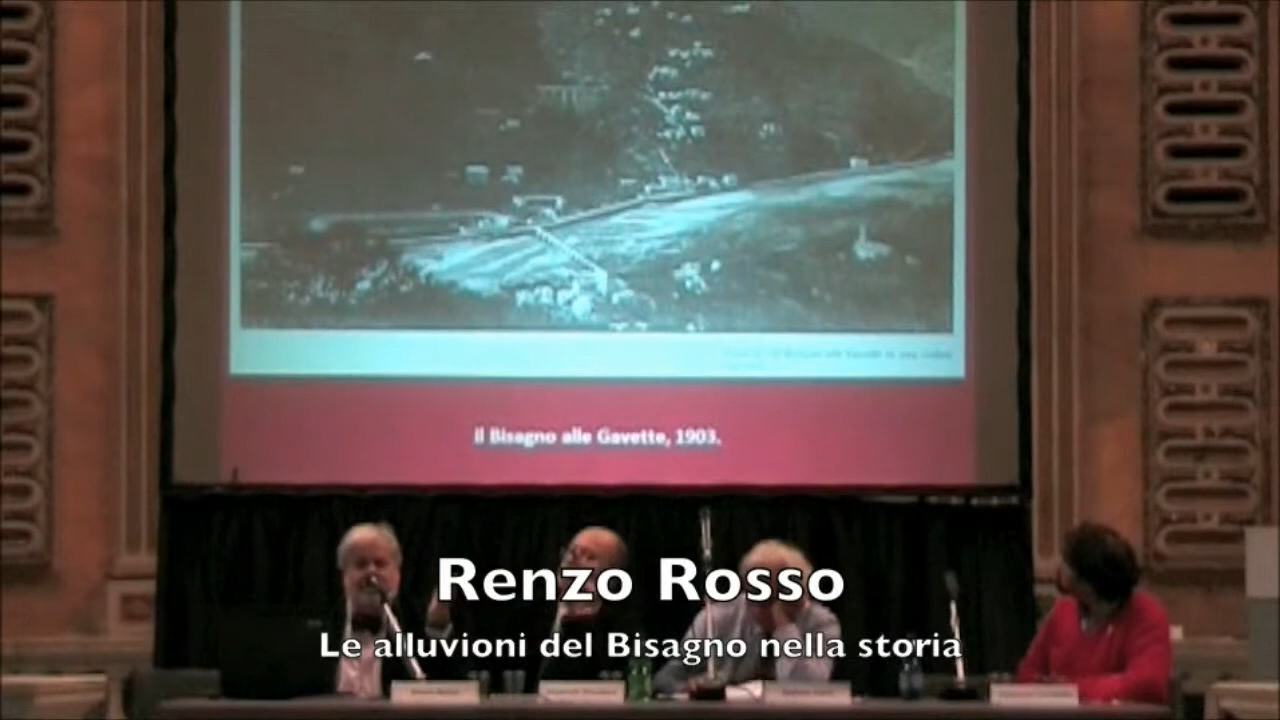 il Bisagno alle Gavette, 1903.
Renzo Rosso
Le alluvioni del Bisagno nella storia